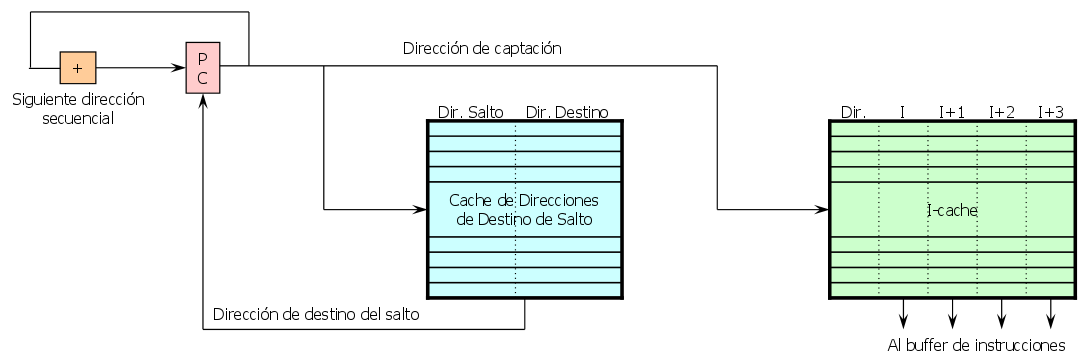 Dirección de captación
P
C
+
Siguiente dirección
secuencial
Dir. Salto Dir. Destino
Dir. I I+1 I+2 I+3
Cache de Direcciones
de Destino de Salto
I-cache
Dirección de destino del salto
Al buffer de instrucciones